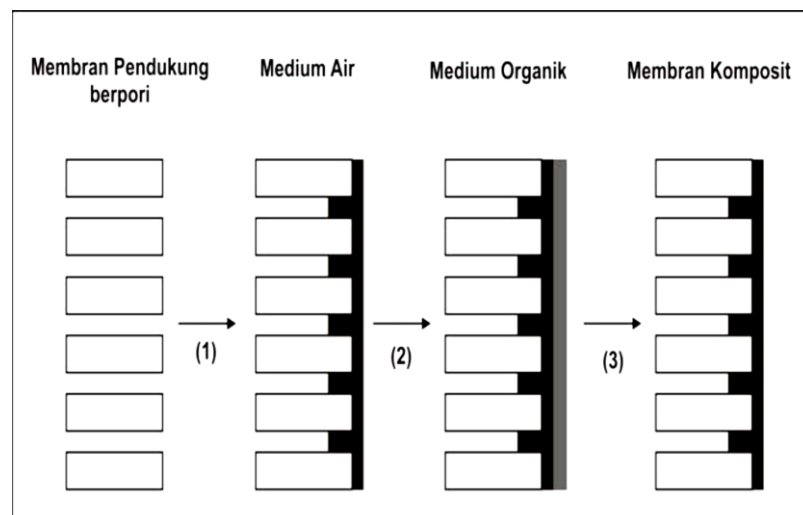 Membran Pendukung
berpori
Medium Air
Medium Organik
Membran Komposit
(1)
(2)
(3)